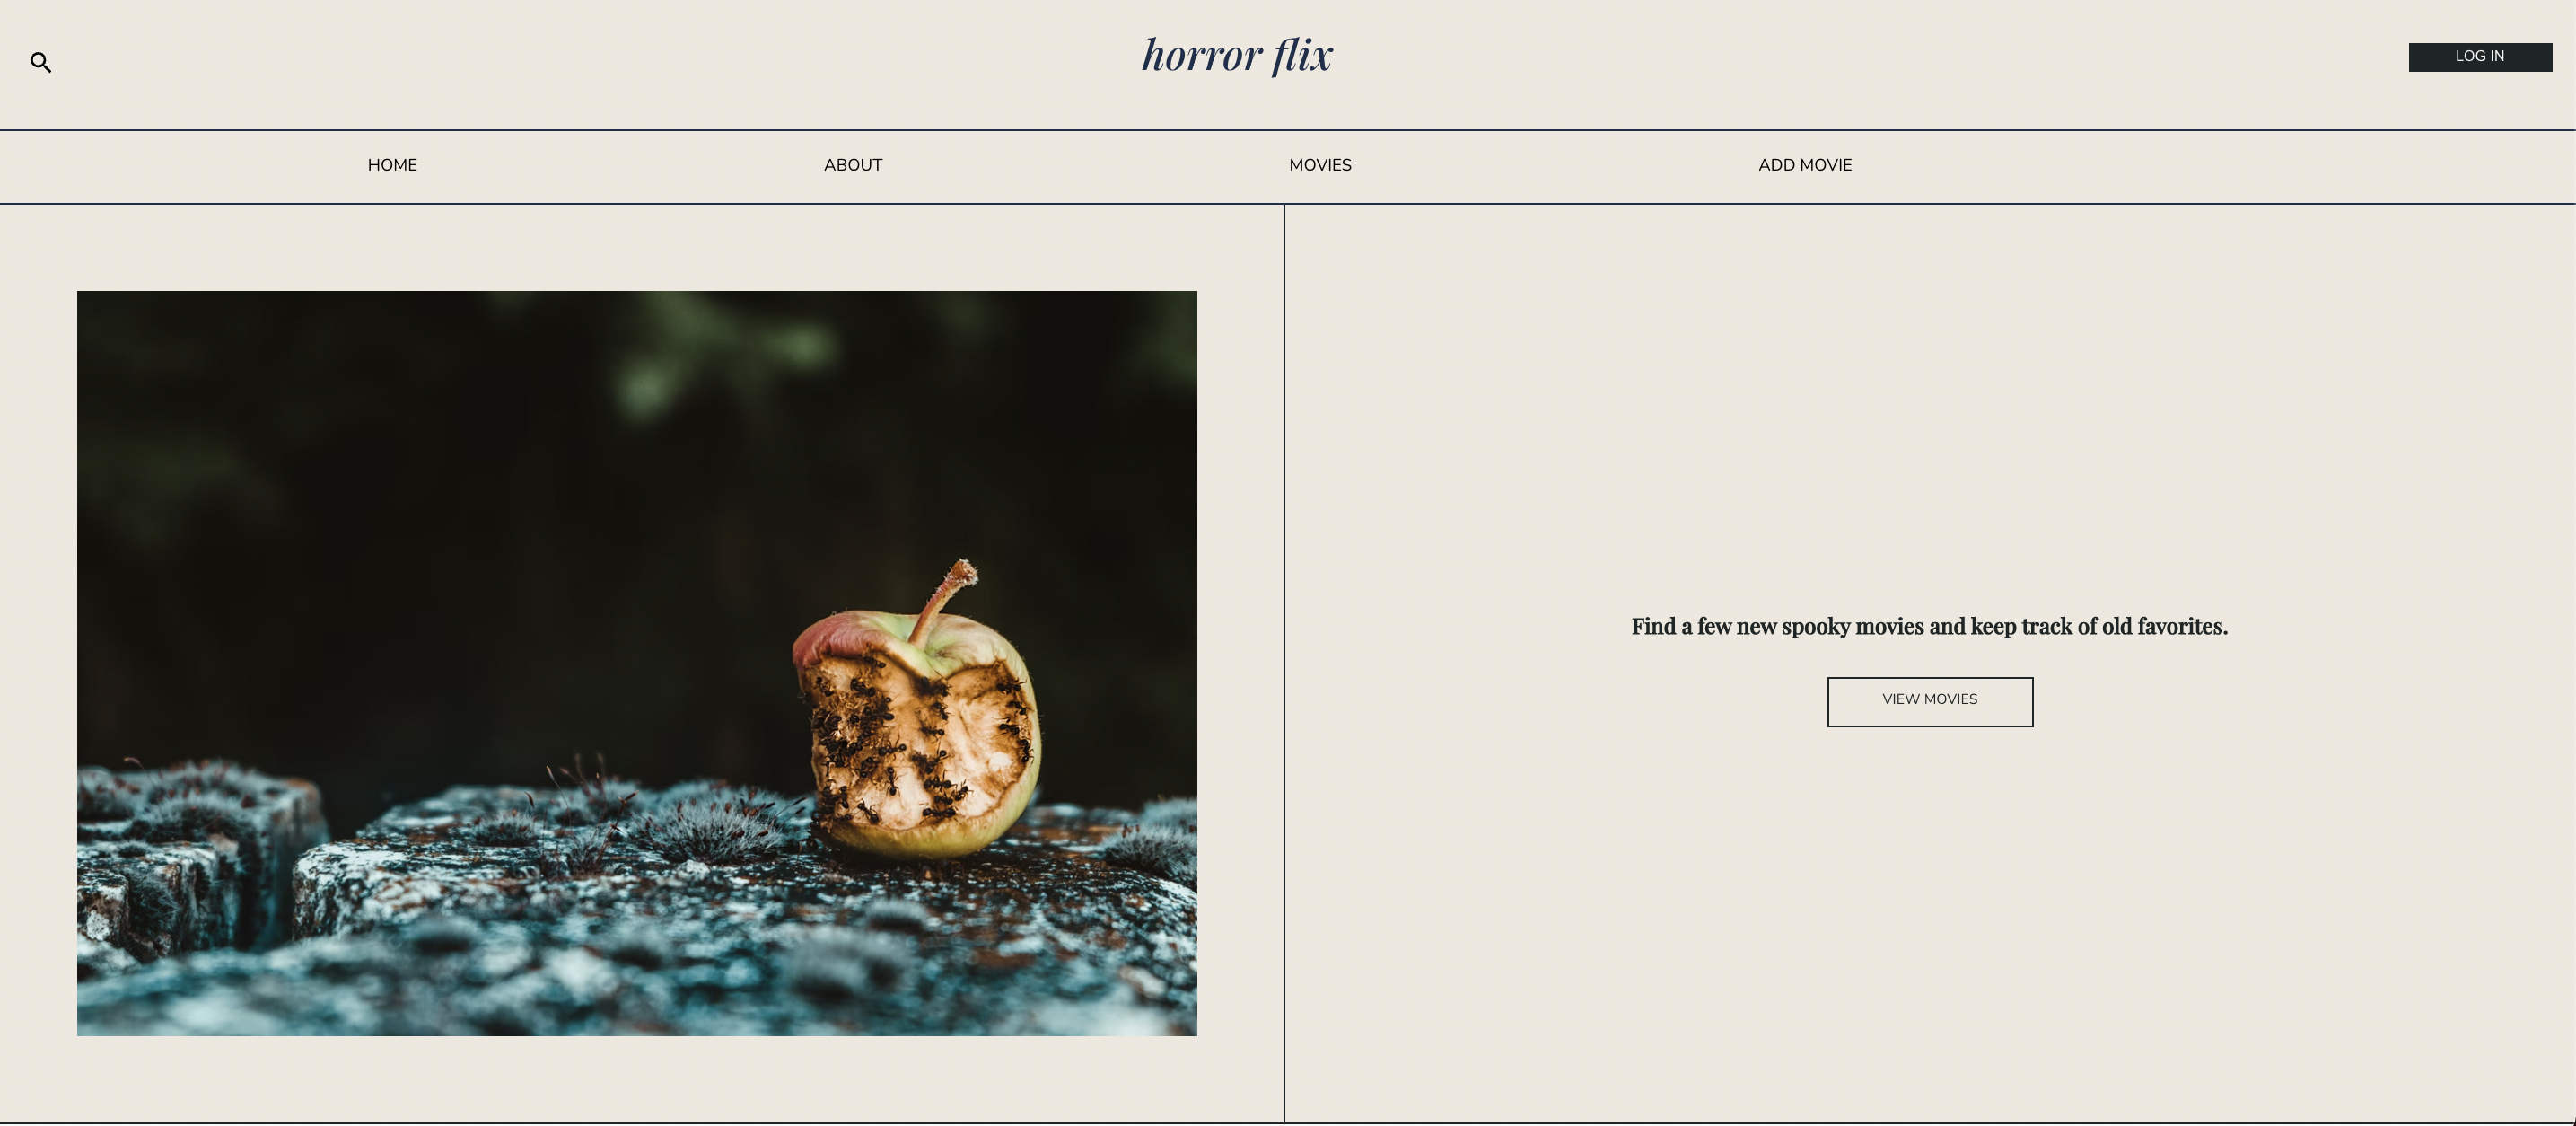 horror flix
LOG IN
HOME
ABOUT
MOVIES
ADD MOVIE
Find a few new spooky movies and keep track of old favorites.
VIEW MOVIES